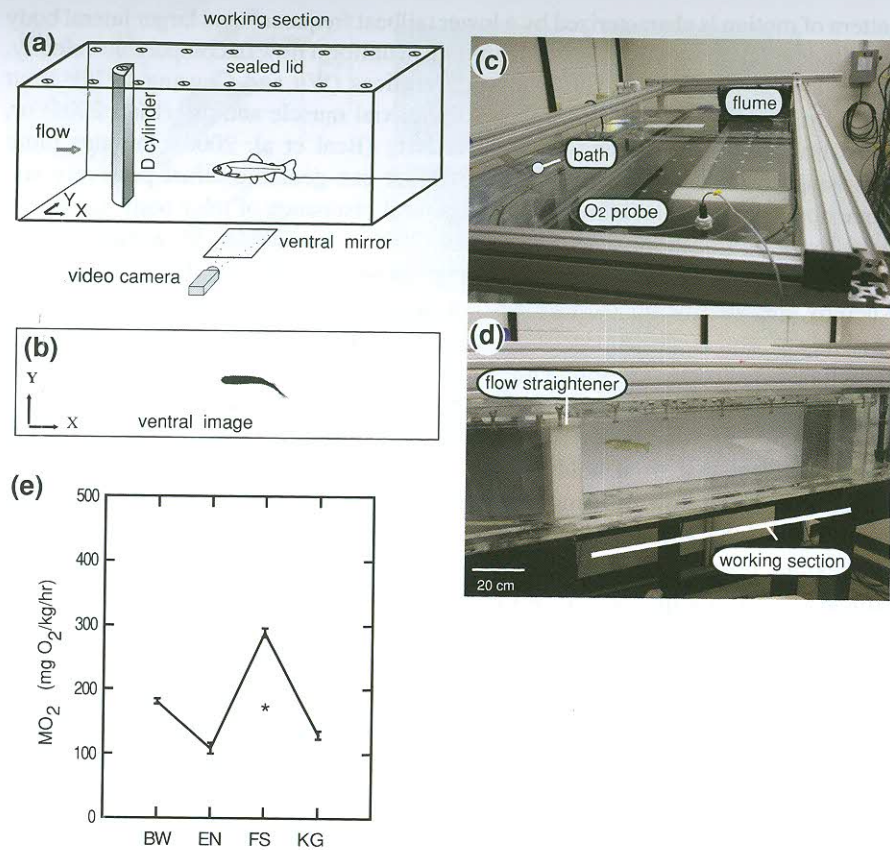 working section
(a)
sealed lid
flow
D cylinder
Y
X
ventral mirror
video camera
(b)
Y
X
ventral image
(c)
flume
bath
O2 probe
(d)
flow straightener
working section
20 cm
(e)
500
400
300
200
100
0
MO2 (mg O2/kg/hr)
*
BW EN FS KG